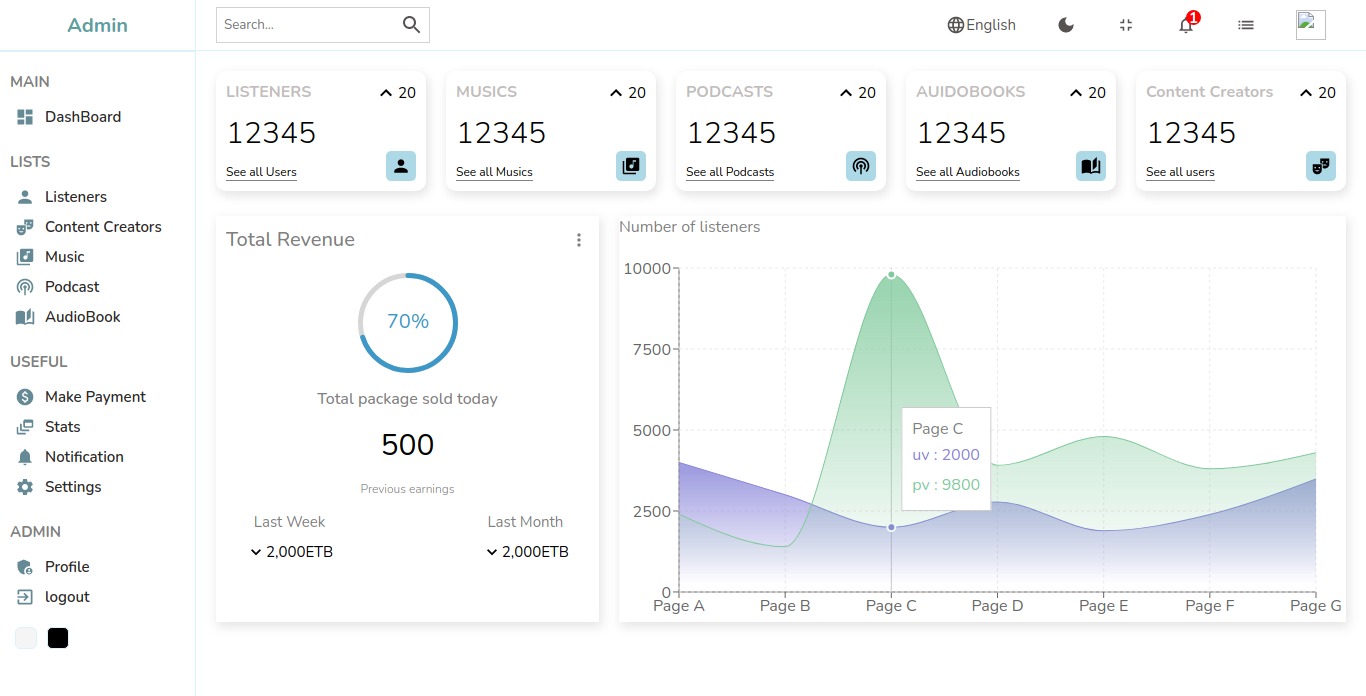 Admin
Search...
English
1
MAIN
DashBoard
LISTS
Listeners
Content Creators
Music
Podcast
AudioBook
USEFUL
Make Payment
Stats
Notification
Settings
ADMIN
Profile
logout
LISTENERS 20
12345
See all Users
MUSICS 20
12345
See all Musics
PODCASTS 20
12345
See all Podcasts
AUIDOBOOKS 20
12345
See all Audiobooks
Content Creators 20
12345
See all users
Total Revenue
70%
Total package sold today
500
Previous earnings
Last Week Last Month
2,000ETB 2,000ETB
Number of listeners
10000
7500
5000
2500
0
Page C
uv : 2000
pv : 9800
Page A Page B Page C Page D Page E Page F Page G